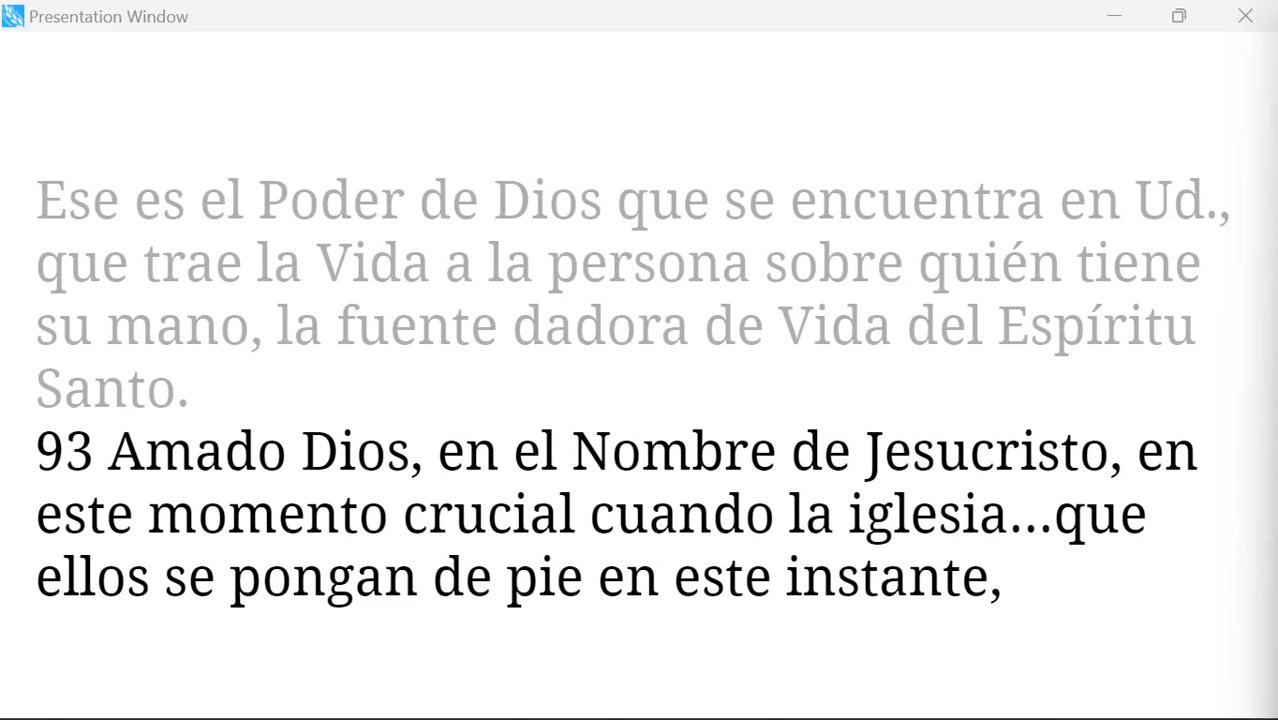 Presentation Window
Ese es el Poder de Dios que se encuentra en Ud.,
que trae la Vida a la persona sobre quién tiene
su mano, la fuente dadora de Vida del Espíritu
Santo.
93 Amado Dios, en el Nombre de Jesucristo, en
este momento crucial cuando la iglesia...que
ellos se pongan de pie en este instante,